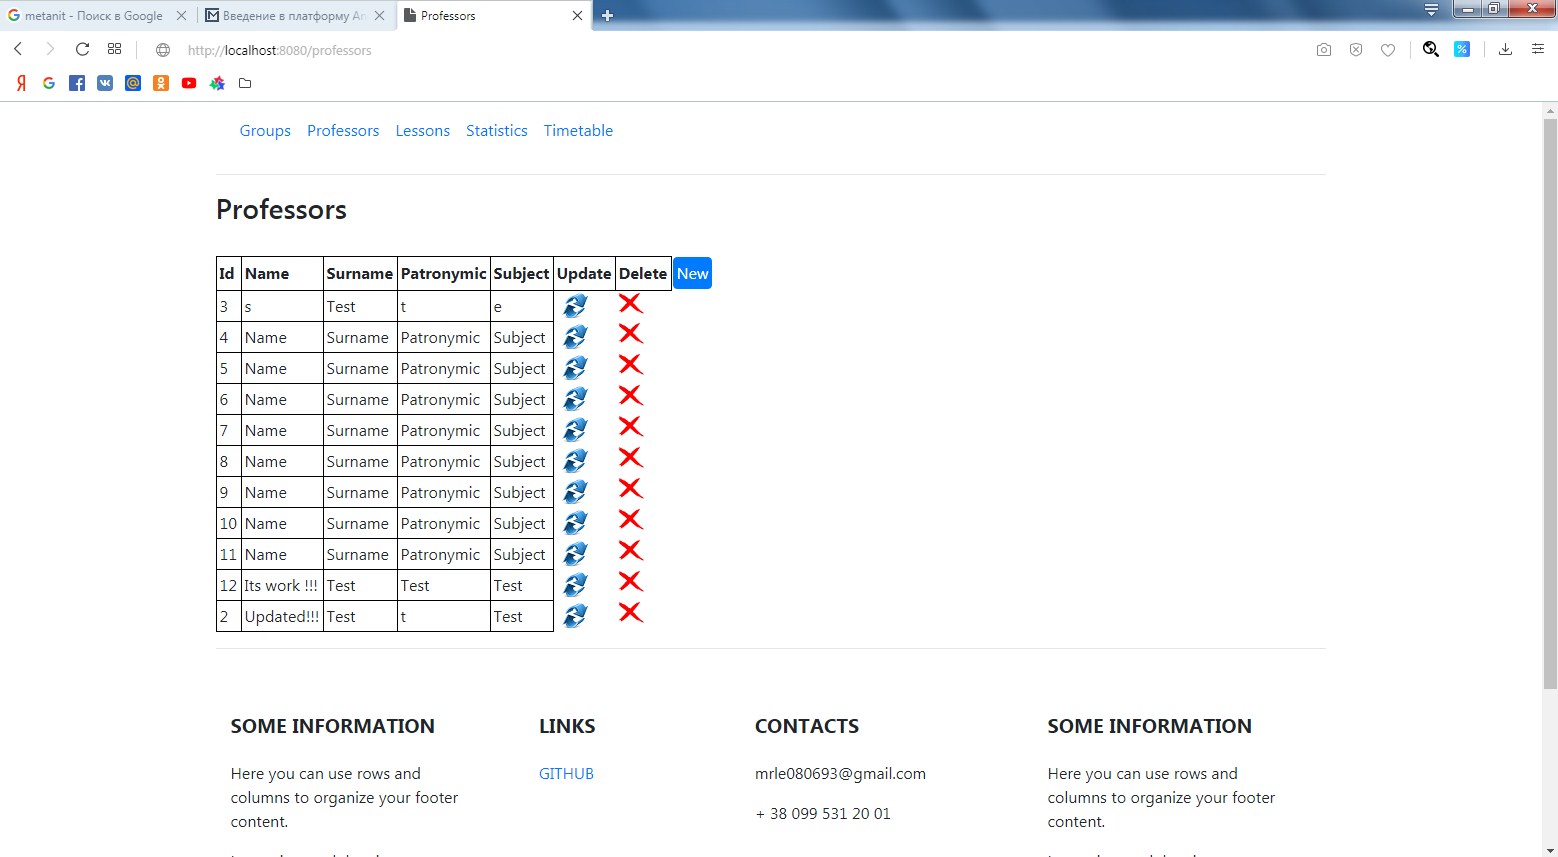 metanit - Поиск в Google
Введение в платформу An
Professors
http://localhost:8080/professors
Groups Professors Lessons Statistics Timetable
Professors
Id Name Surname Patronymic Subject Update Delete New
3 s Test t e
4 Name Surname Patronymic Subject
5 Name Surname Patronymic Subject
6 Name Surname Patronymic Subject
7 Name Surname Patronymic Subject
8 Name Surname Patronymic Subject
9 Name Surname Patronymic Subject
10 Name Surname Patronymic Subject
11 Name Surname Patronymic Subject
12 Its work !!! Test Test Test
2 Updated!!! Test t Test
SOME INFORMATION
Here you can use rows and
columns to organize your footer
content.
LINKS
GITHUB
CONTACTS
mrle080693@gmail.com
+ 38 099 531 20 01
SOME INFORMATION
Here you can use rows and
columns to organize your footer
content.